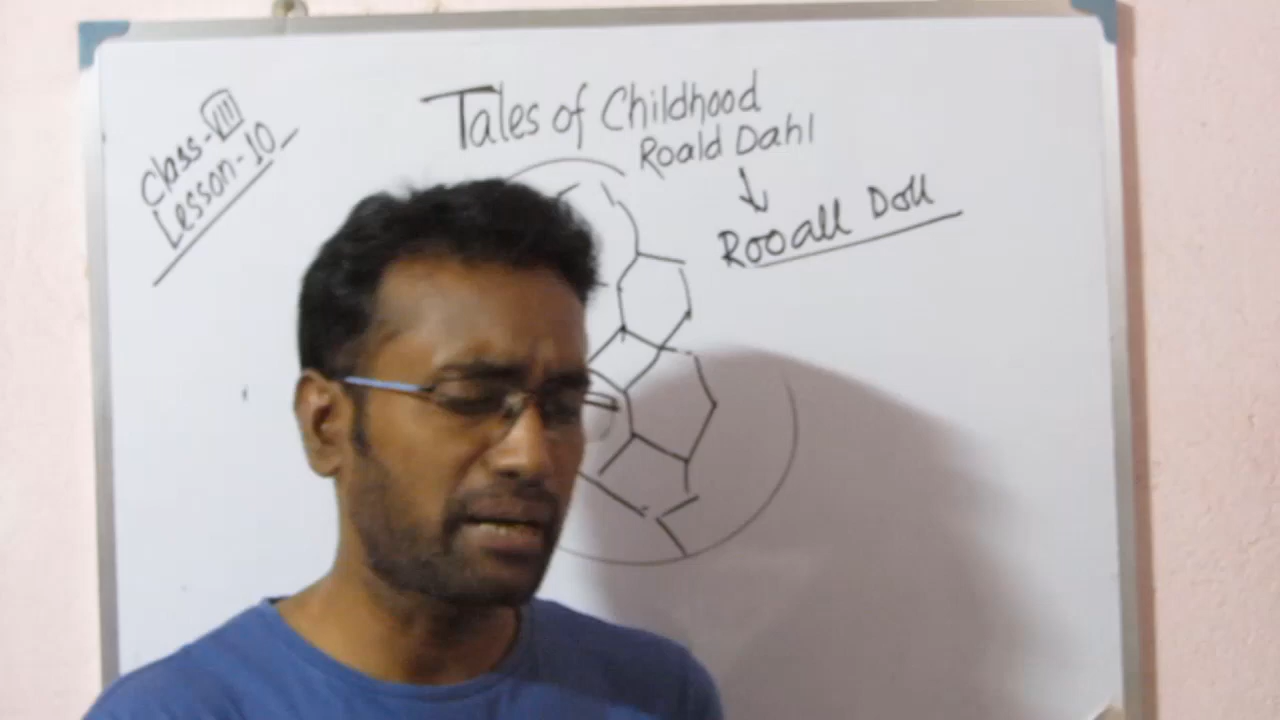 Class-VIII
Lesson-10
Tales of Childhood
Roald Dahl
Rooall Doll